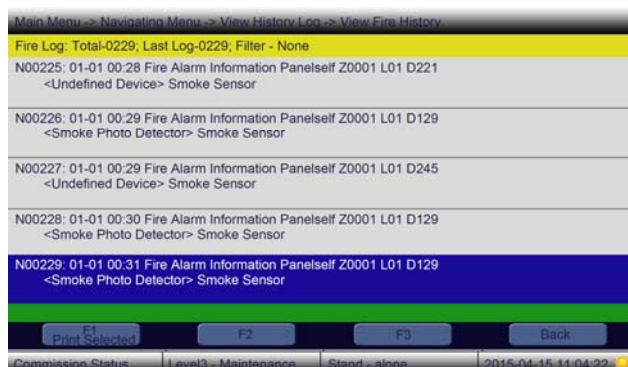 Main Menu -> Navigating Menu -> View History Log -> View Fire History
Fire Log: Total-0229; Last Log-0229; Filter - None
N00225: 01-01 00:28 Fire Alarm Information Panelself Z0001 L01 D221
<Undefined Device> Smoke Sensor
N00226: 01-01 00:29 Fire Alarm Information Panelself Z0001 L01 D129
<Smoke Photo Detector> Smoke Sensor
N00227: 01-01 00:29 Fire Alarm Information Panelself Z0001 L01 D245
<Undefined Device> Smoke Sensor
N00228: 01-01 00:30 Fire Alarm Information Panelself Z0001 L01 D129
<Smoke Photo Detector> Smoke Sensor
N00229: 01-01 00:31 Fire Alarm Information Panelself Z0001 L01 D129
<Smoke Photo Detector> Smoke Sensor
F1 F2 F3 Back
Print Selected
Commission Status Level3 - Maintenance Stand - alone 2015-04-15 11:04:22